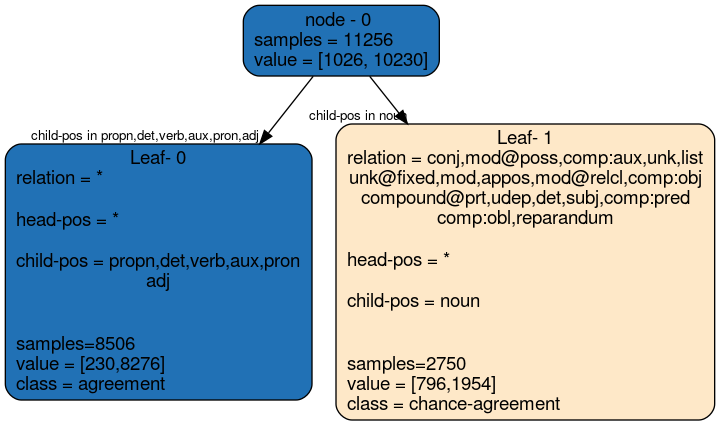 node - 0
samples = 11256
value = [1026, 10230]
child-pos in propn,det,verb,aux,pron,adj
child-pos in noun
Leaf- 0
relation = *
head-pos = *
child-pos = propn,det,verb,aux,pron
adj
samples=8506
value = [230,8276]
class = agreement
Leaf- 1
relation = conj,mod@poss,comp:aux,unk,list
unk@fixed,mod,appos,mod@relcl,comp:obj
compound@prt,udep,det,subj,comp:pred
comp:obl,reparandum
head-pos = *
child-pos = noun
samples=2750
value = [796,1954]
class = chance-agreement